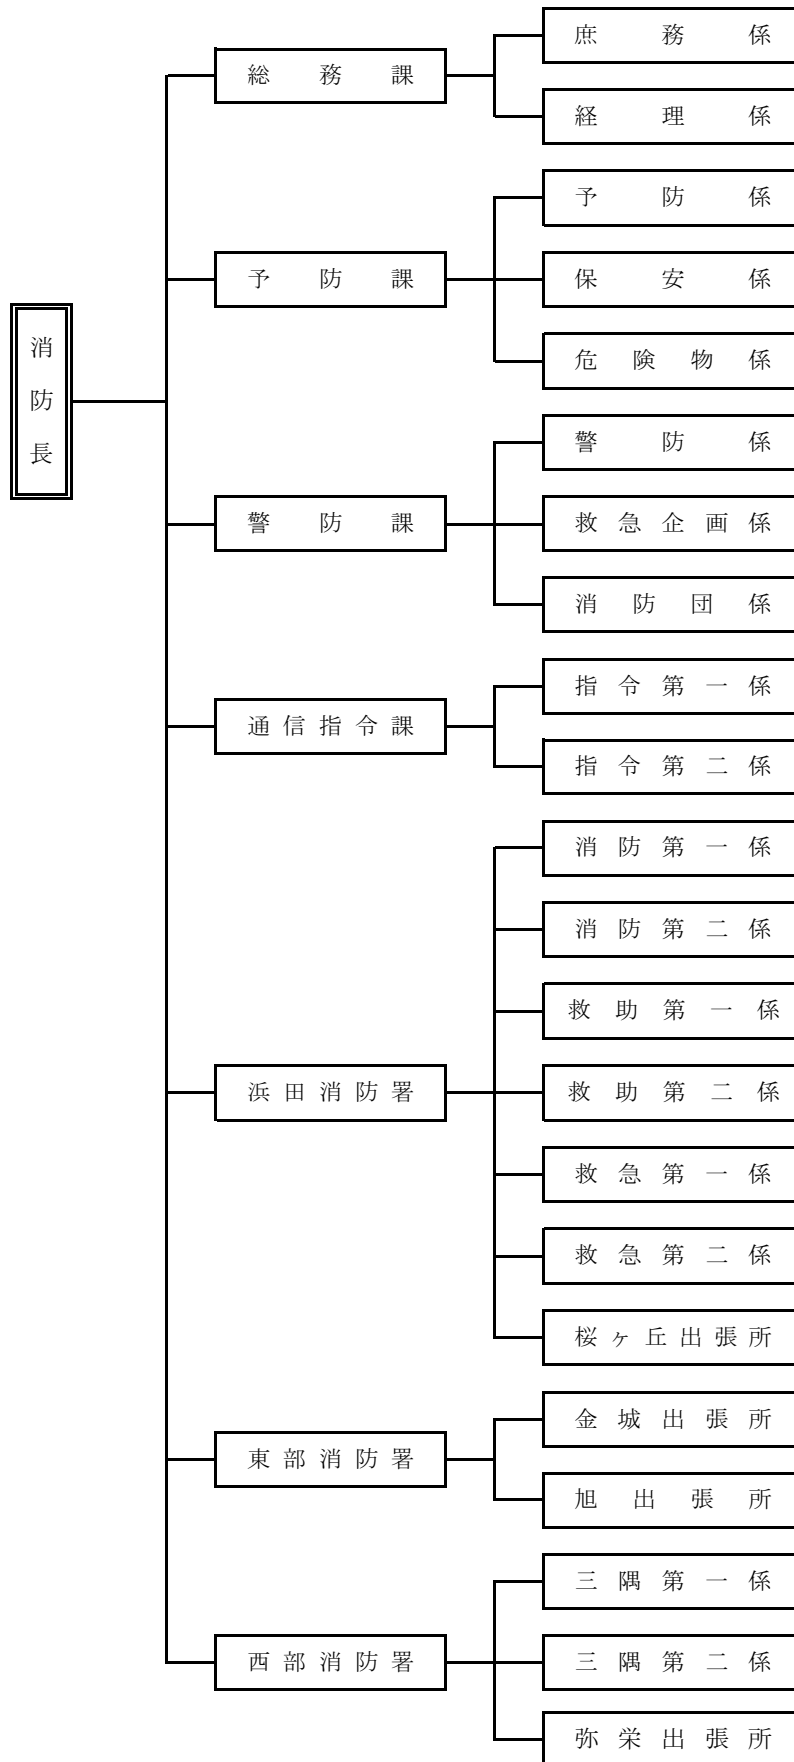 消防長
総務課
庶務係
経理係
予防課
予防係
保安係
危険物係
警防課
警防係
救急企画係
消防団係
通信指令課
指令第一係
指令第二係
浜田消防署
消防第一係
消防第二係
救助第一係
救助第二係
救急第一係
救急第二係
桜ヶ丘出張所
東部消防署
金城出張所
旭出張所
西部消防署
三隅第一係
三隅第二係
弥栄出張所